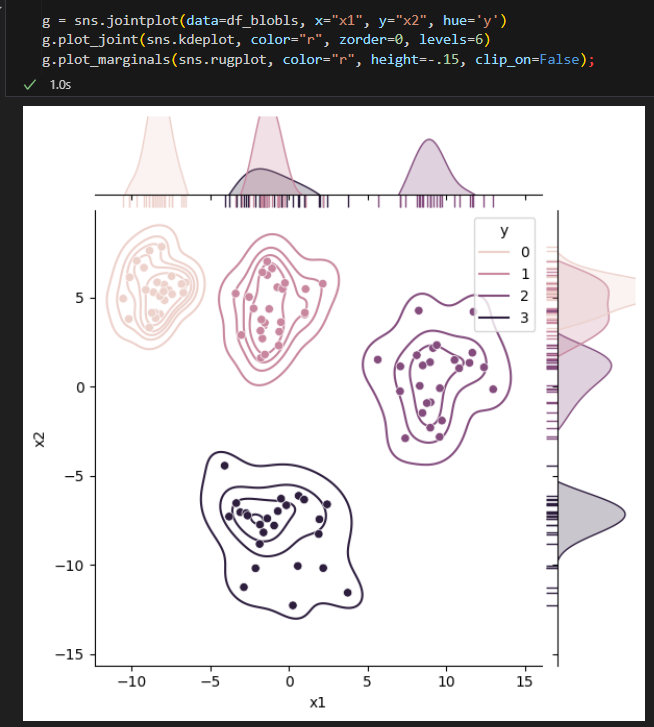 g = sns.jointplot(data=df_blobls, x="x1", y="x2", hue='y')
g.plot_joint(sns.kdeplot, color="r", zorder=0, levels=6)
g.plot_marginals(sns.rugplot, color="r", height=-.15, clip_on=False);
✓ 1.0s
y
0
1
2
3
5
0
−5
−10
−15
x2
−10 −5 0 5 10 15
x1